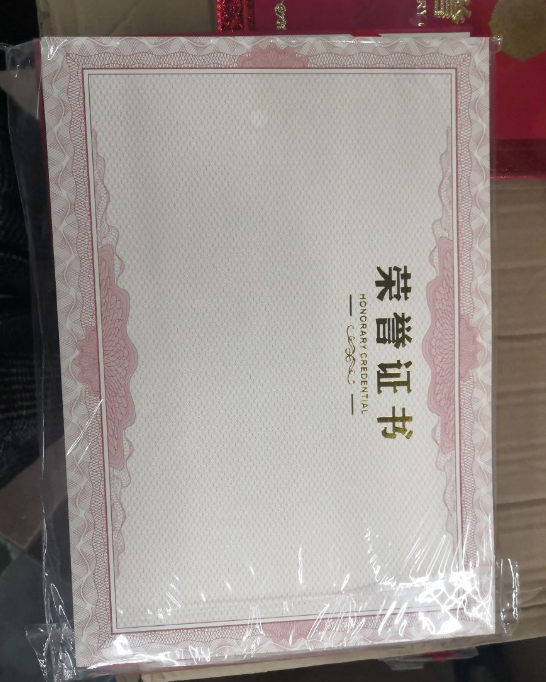 荣誉证书
HONORARY CREDENTIAL